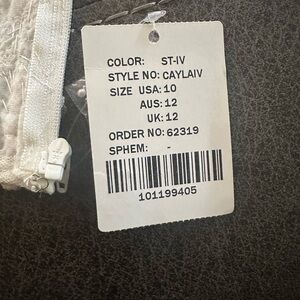 COLOR: ST-IV
STYLE NO: CAYLAIV
SIZE USA: 10
AUS: 12
UK: 12
ORDER NO: 62319
SPHEM: -
101199405